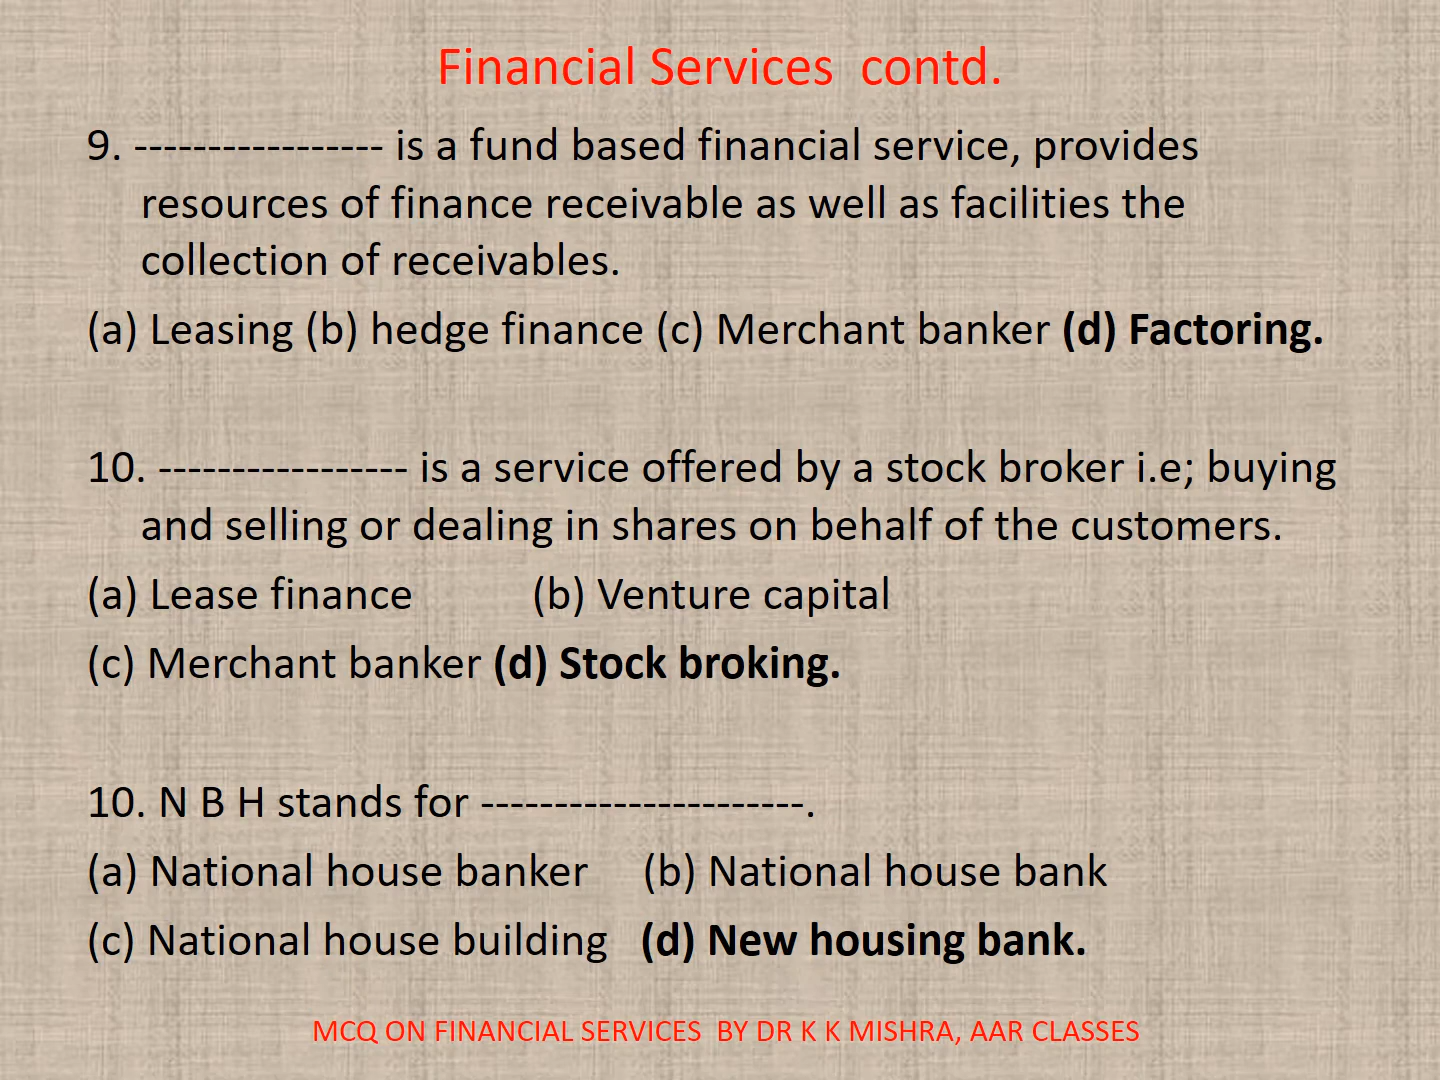 Financial Services contd.
9. ----------------- is a fund based financial service, provides
resources of finance receivable as well as facilities the
collection of receivables.
(a) Leasing (b) hedge finance (c) Merchant banker (d) Factoring.
10. ----------------- is a service offered by a stock broker i.e; buying
and selling or dealing in shares on behalf of the customers.
(a) Lease finance (b) Venture capital
(c) Merchant banker (d) Stock broking.
10. N B H stands for ----------------------.
(a) National house banker (b) National house bank
(c) National house building (d) New housing bank.
MCQ ON FINANCIAL SERVICES BY DR K K MISHRA, AAR CLASSES